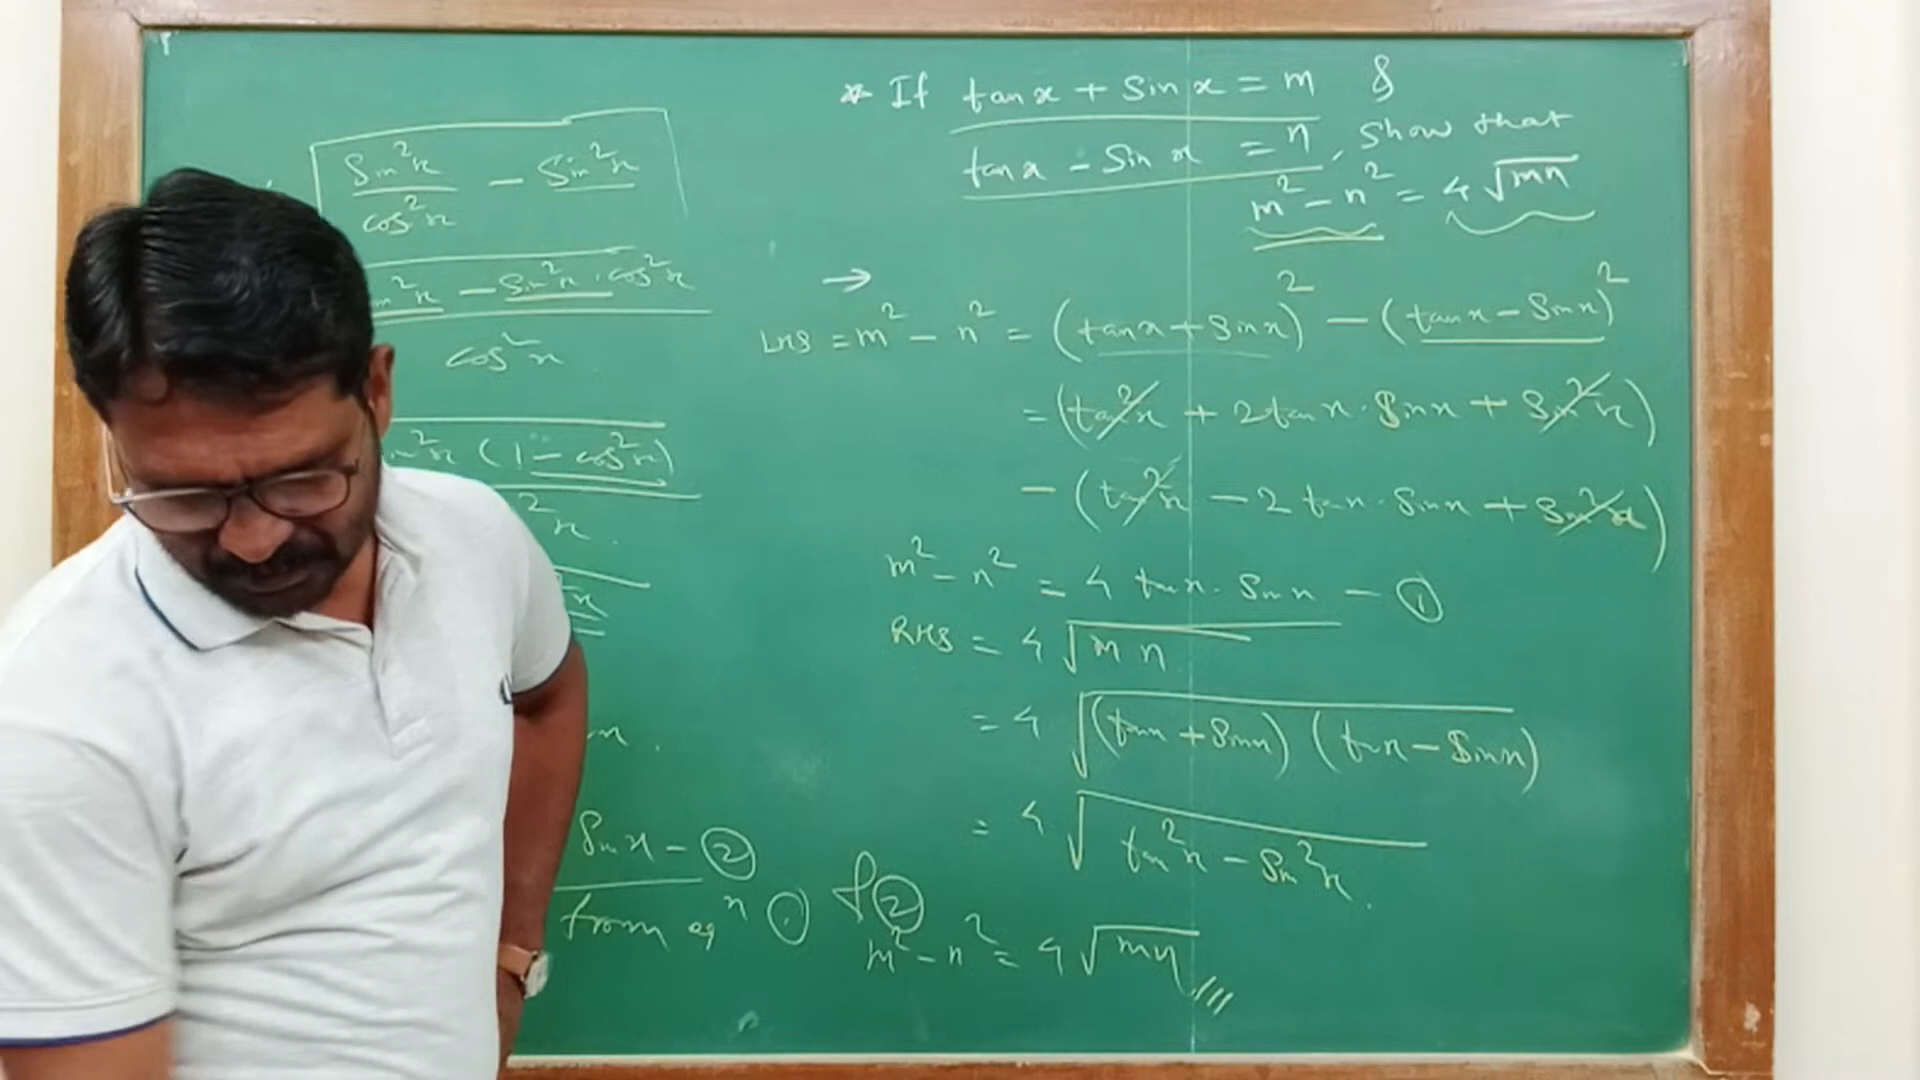 * If tan x + Sin x = m &
tan x - Sin x = n, Show that
m² - n² = 4 √mn
→
LHS = m² - n² = (tan x + Sin x)² - (tan x - Sin x)²
= (tan²x + 2 tan x . Sin x + Sin²x)
- (tan²x - 2 tan x . Sin x + Sin²x)
m² - n² = 4 tan x . Sin x - ①
RHS = 4 √m n
= 4 √(tan x + Sin x) (tan x - Sin x)
= 4 √tan²x - Sin²x .
Sin²x / cos²x - Sin²x
- Sin²x . cos²x
cos²x
(1 - cos²x)
Sin x - ②
from eqⁿ ① & ②
m² - n² = 4 √mn